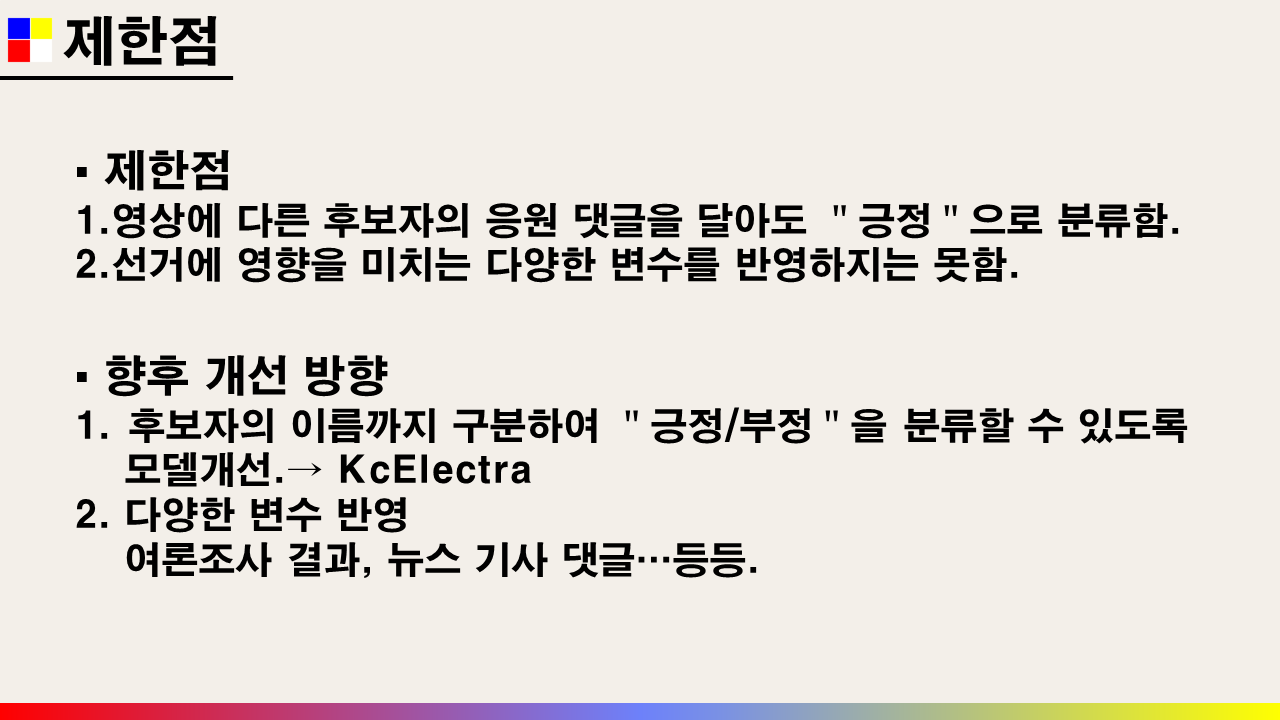 제한점
▪ 제한점
1.영상에 다른 후보자의 응원 댓글을 달아도 "긍정"으로 분류함.
2.선거에 영향을 미치는 다양한 변수를 반영하지는 못함.
▪ 향후 개선 방향
1. 후보자의 이름까지 구분하여 "긍정/부정"을 분류할 수 있도록
모델개선.→ KcElectra
2. 다양한 변수 반영
여론조사 결과, 뉴스 기사 댓글…등등.